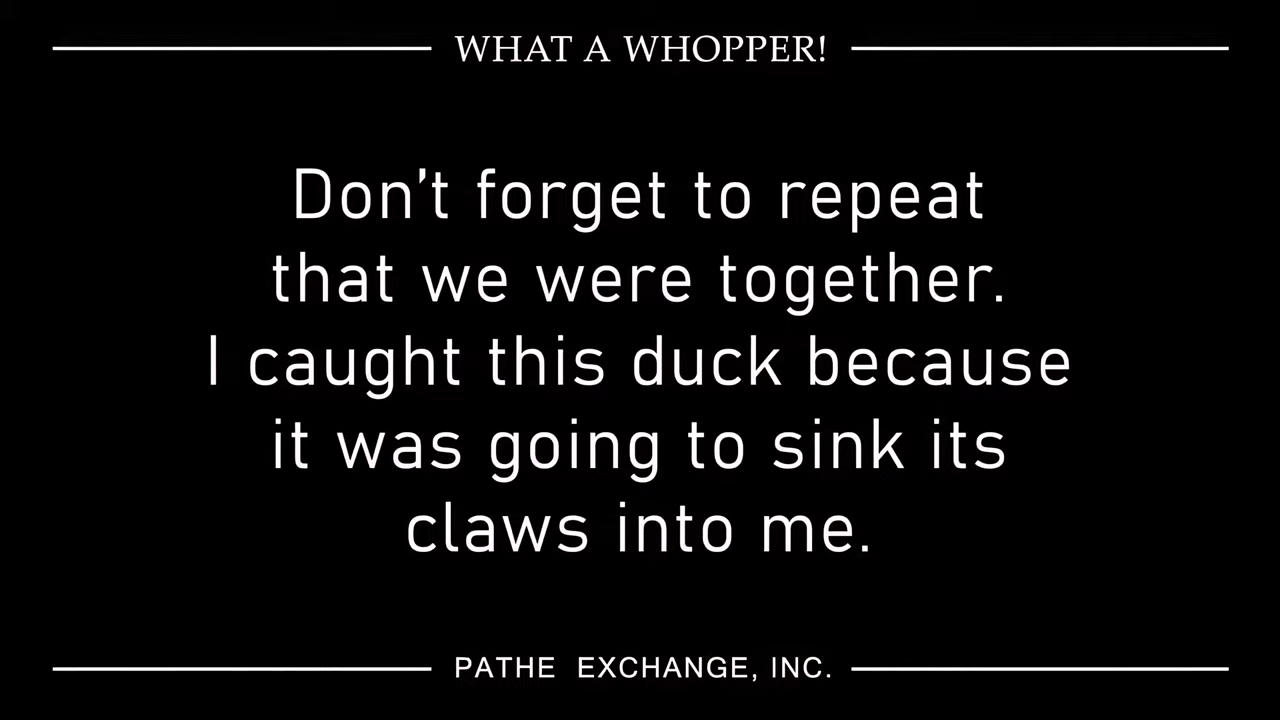 WHAT A WHOPPER!
Don’t forget to repeat
that we were together.
I caught this duck because
it was going to sink its
claws into me.
PATHE EXCHANGE, INC.